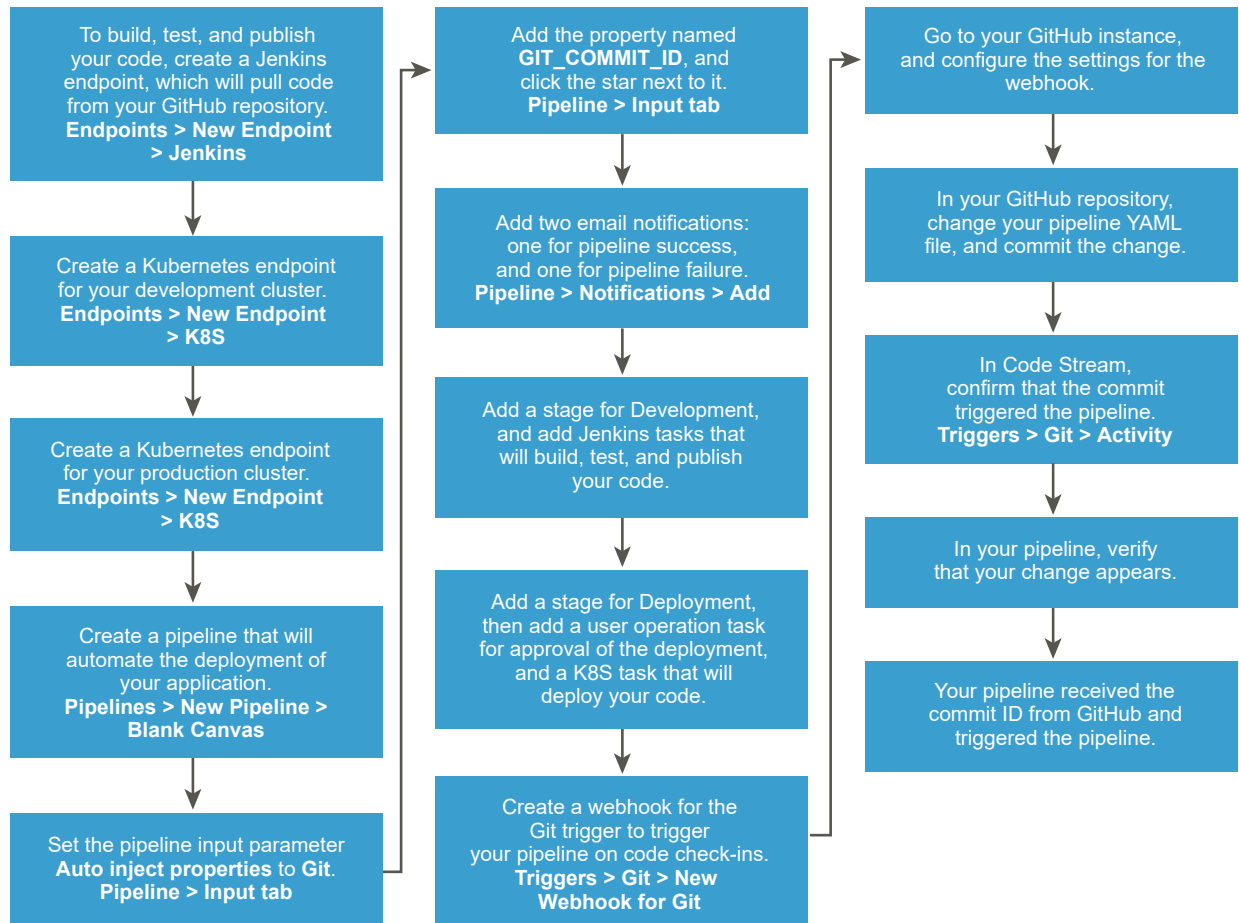 To build, test, and publish
your code, create a Jenkins
endpoint, which will pull code
from your GitHub repository.
Endpoints > New Endpoint
> Jenkins
Create a Kubernetes endpoint
for your development cluster.
Endpoints > New Endpoint
> K8S
Create a Kubernetes endpoint
for your production cluster.
Endpoints > New Endpoint
> K8S
Create a pipeline that will
automate the deployment of
your application.
Pipelines > New Pipeline >
Blank Canvas
Set the pipeline input parameter
Auto inject properties to Git.
Pipeline > Input tab
Add the property named
GIT_COMMIT_ID, and
click the star next to it.
Pipeline > Input tab
Add two email notifications:
one for pipeline success,
and one for pipeline failure.
Pipeline > Notifications > Add
Add a stage for Development,
and add Jenkins tasks that
will build, test, and publish
your code.
Add a stage for Deployment,
then add a user operation task
for approval of the deployment,
and a K8S task that will
deploy your code.
Create a webhook for the
Git trigger to trigger
your pipeline on code check-ins.
Triggers > Git > New
Webhook for Git
Go to your GitHub instance,
and configure the settings for the
webhook.
In your GitHub repository,
change your pipeline YAML
file, and commit the change.
In Code Stream,
confirm that the commit
triggered the pipeline.
Triggers > Git > Activity
In your pipeline, verify
that your change appears.
Your pipeline received the
commit ID from GitHub and
triggered the pipeline.